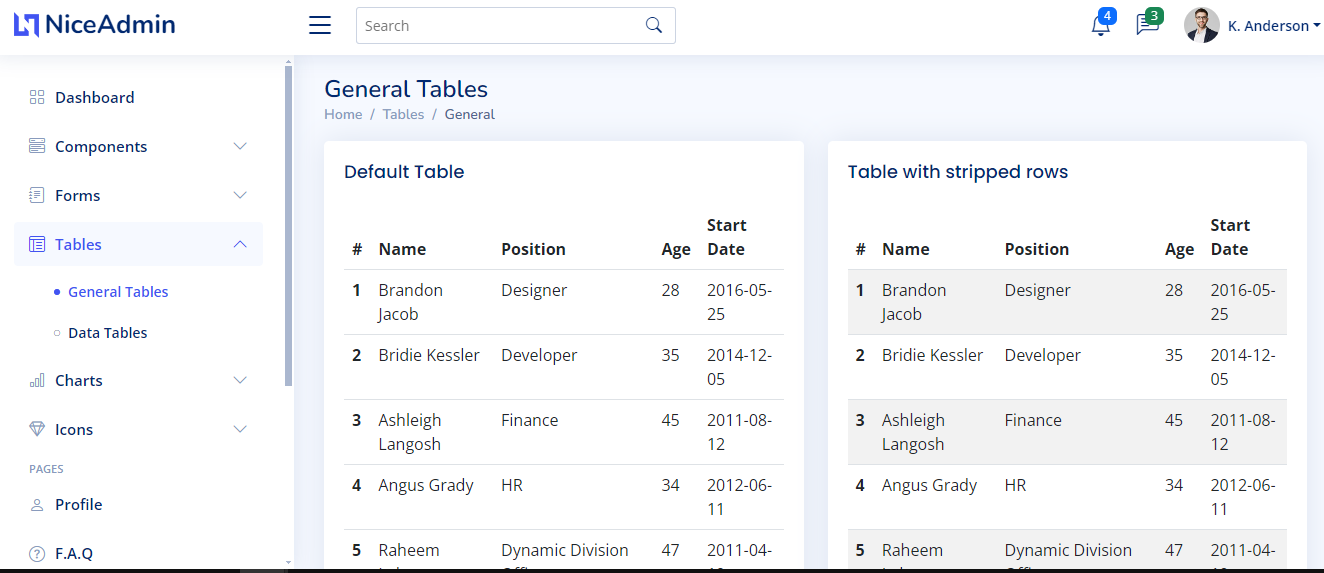 NiceAdmin
Search
4
3
K. Anderson
Dashboard
Components
Forms
Tables
General Tables
Data Tables
Charts
Icons
PAGES
Profile
F.A.Q
General Tables
Home / Tables / General
Default Table
# Name Position Age Start Date
1 Brandon Jacob Designer 28 2016-05-25
2 Bridie Kessler Developer 35 2014-12-05
3 Ashleigh Langosh Finance 45 2011-08-12
4 Angus Grady HR 34 2012-06-11
5 Raheem Dynamic Division 47 2011-04-
Table with stripped rows
# Name Position Age Start Date
1 Brandon Jacob Designer 28 2016-05-25
2 Bridie Kessler Developer 35 2014-12-05
3 Ashleigh Langosh Finance 45 2011-08-12
4 Angus Grady HR 34 2012-06-11
5 Raheem Dynamic Division 47 2011-04-